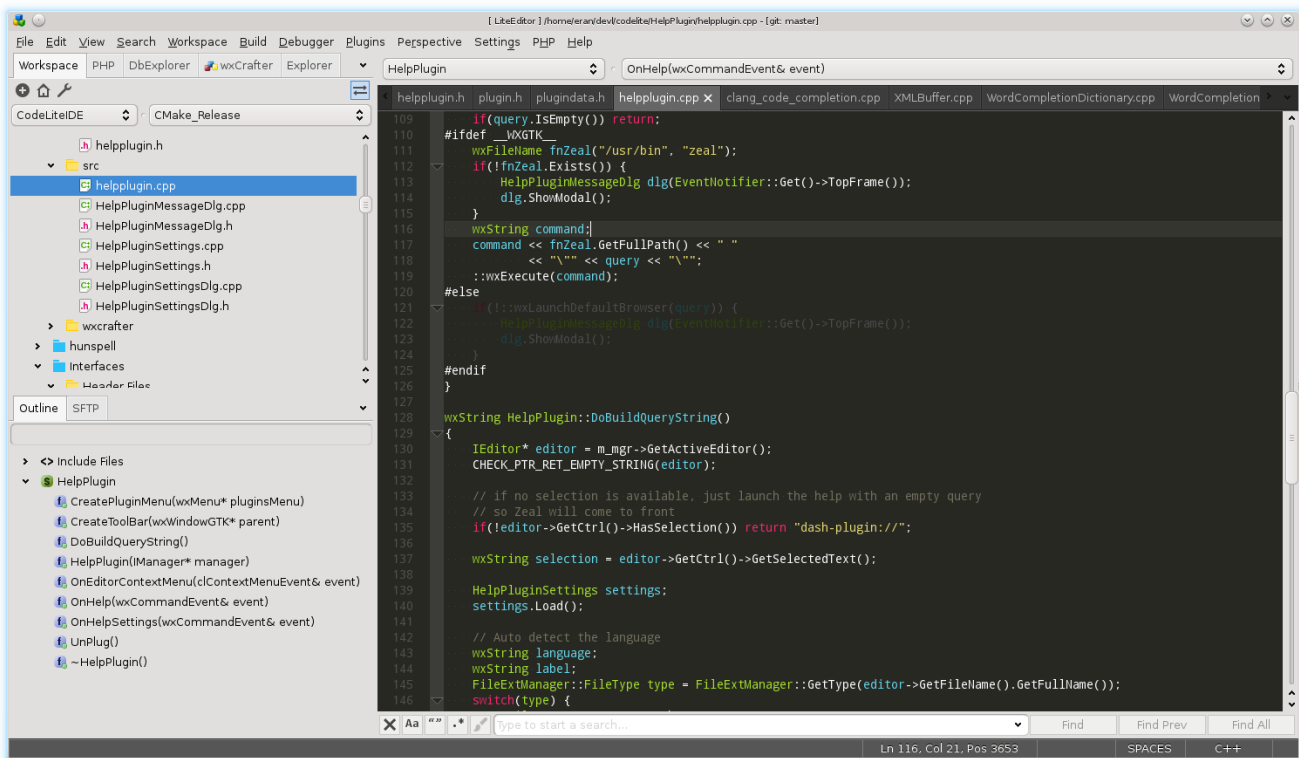 [ LiteEditor ] /home/eran/devl/codelite/HelpPlugin/helpplugin.cpp - [git: master]
File Edit View Search Workspace Build Debugger Plugins Perspective Settings PHP Help
Workspace PHP DbExplorer wxCrafter Explorer
HelpPlugin OnHelp(wxCommandEvent& event)
helpplugin.h plugin.h plugindata.h helpplugin.cpp clang_code_completion.cpp XMLBuffer.cpp WordCompletionDictionary.cpp WordCompletion
CodeLiteIDE CMake_Release
helpplugin.h
src
helpplugin.cpp
HelpPluginMessageDlg.cpp
HelpPluginMessageDlg.h
HelpPluginSettings.cpp
HelpPluginSettings.h
HelpPluginSettingsDlg.cpp
HelpPluginSettingsDlg.h
wxcrafter
hunspell
Interfaces
Header Files
Outline SFTP
<> Include Files
HelpPlugin
CreatePluginMenu(wxMenu* pluginsMenu)
CreateToolBar(wxWindowGTK* parent)
DoBuildQueryString()
HelpPlugin(IManager* manager)
OnEditorContextMenu(clContextMenuEvent& event)
OnHelp(wxCommandEvent& event)
OnHelpSettings(wxCommandEvent& event)
UnPlug()
~HelpPlugin()
109 if(query.IsEmpty()) return;
110 #ifdef __WXGTK__
111 wxFileName fnZeal("/usr/bin", "zeal");
112 if(!fnZeal.Exists()) {
113 HelpPluginMessageDlg dlg(EventNotifier::Get()->TopFrame());
114 dlg.ShowModal();
115 }
116 wxString command;
117 command << fnZeal.GetFullPath() << " "
118 << "\"" << query << "\"";
119 ::wxExecute(command);
120 #else
121 if(!::wxLaunchDefaultBrowser(query)) {
122 HelpPluginMessageDlg dlg(EventNotifier::Get()->TopFrame());
123 dlg.ShowModal();
124 }
125 #endif
126 }
127
128 wxString HelpPlugin::DoBuildQueryString()
129 {
130 IEditor* editor = m_mgr->GetActiveEditor();
131 CHECK_PTR_RET_EMPTY_STRING(editor);
132
133 // if no selection is available, just launch the help with an empty query
134 // so Zeal will come to front
135 if(!editor->GetCtrl()->HasSelection()) return "dash-plugin://";
136
137 wxString selection = editor->GetCtrl()->GetSelectedText();
138
139 HelpPluginSettings settings;
140 settings.Load();
141
142 // Auto detect the language
143 wxString language;
144 wxString label;
145 FileExtManager::FileType type = FileExtManager::GetType(editor->GetFileName().GetFullName());
146 switch(type) {
Aa “” .* Type to start a search... Find Find Prev Find All
Ln 116, Col 21, Pos 3653 SPACES C++